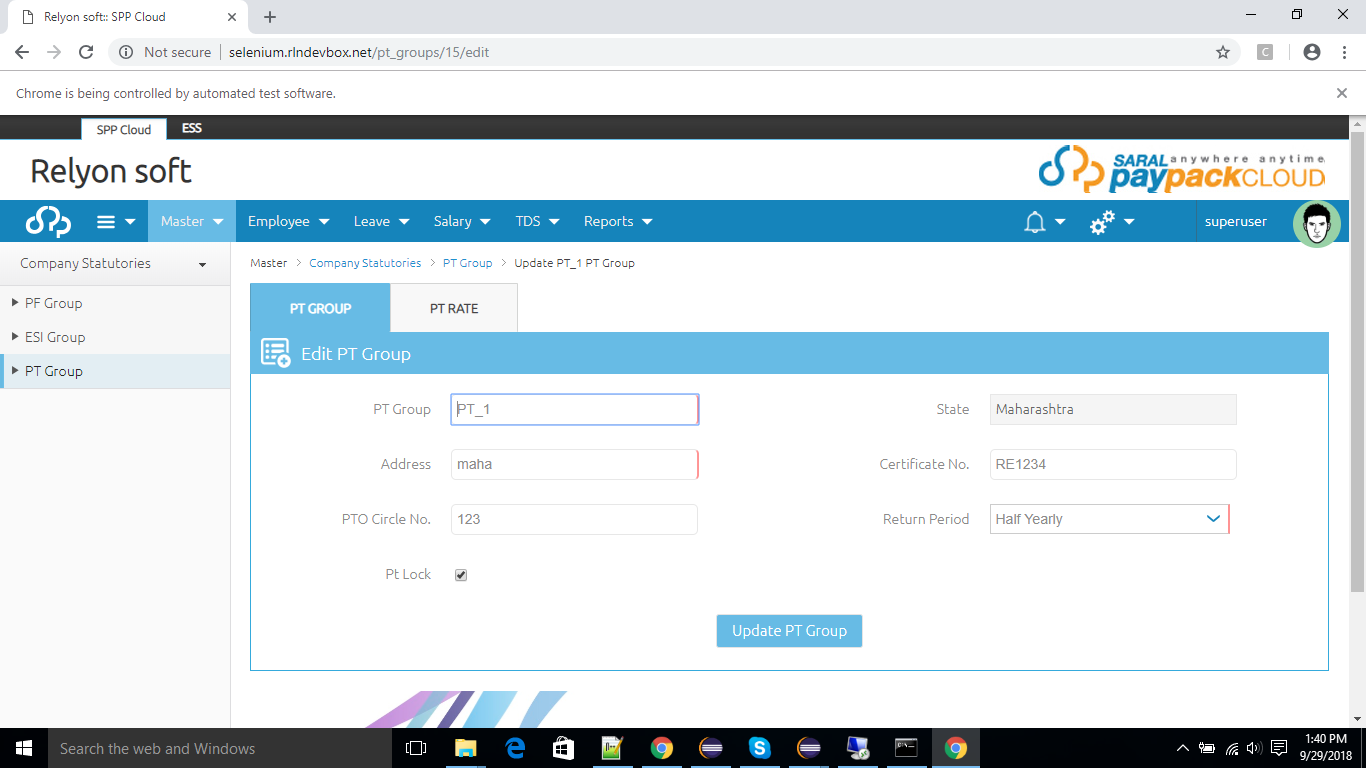 Relyon soft:: SPP Cloud
Not secure selenium.rlndevbox.net/pt_groups/15/edit
C
Chrome is being controlled by automated test software.
SPP Cloud ESS
Relyon soft
SARAL anywhere anytime
paypackCLOUD
Master Employee Leave Salary TDS Reports superuser
Company Statutories
Master > Company Statutories > PT Group > Update PT_1 PT Group
PF Group
ESI Group
PT Group
PT GROUP PT RATE
Edit PT Group
PT Group PT_1 State Maharashtra
Address maha Certificate No. RE1234
PTO Circle No. 123 Return Period Half Yearly
Pt Lock
Update PT Group
Search the web and Windows
1:40 PM
9/29/2018